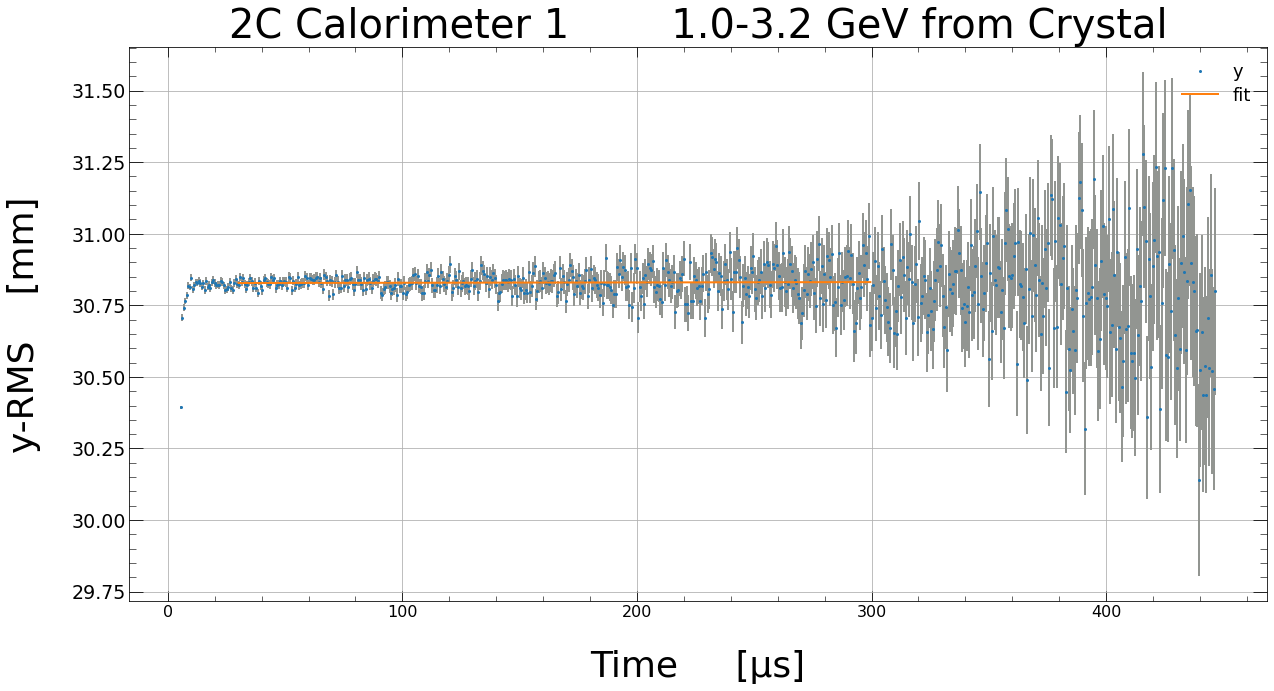 2C Calorimeter 1 1.0-3.2 GeV from Crystal
y
fit
31.50
31.25
31.00
30.75
30.50
30.25
30.00
29.75
y-RMS [mm]
0 100 200 300 400
Time [µs]